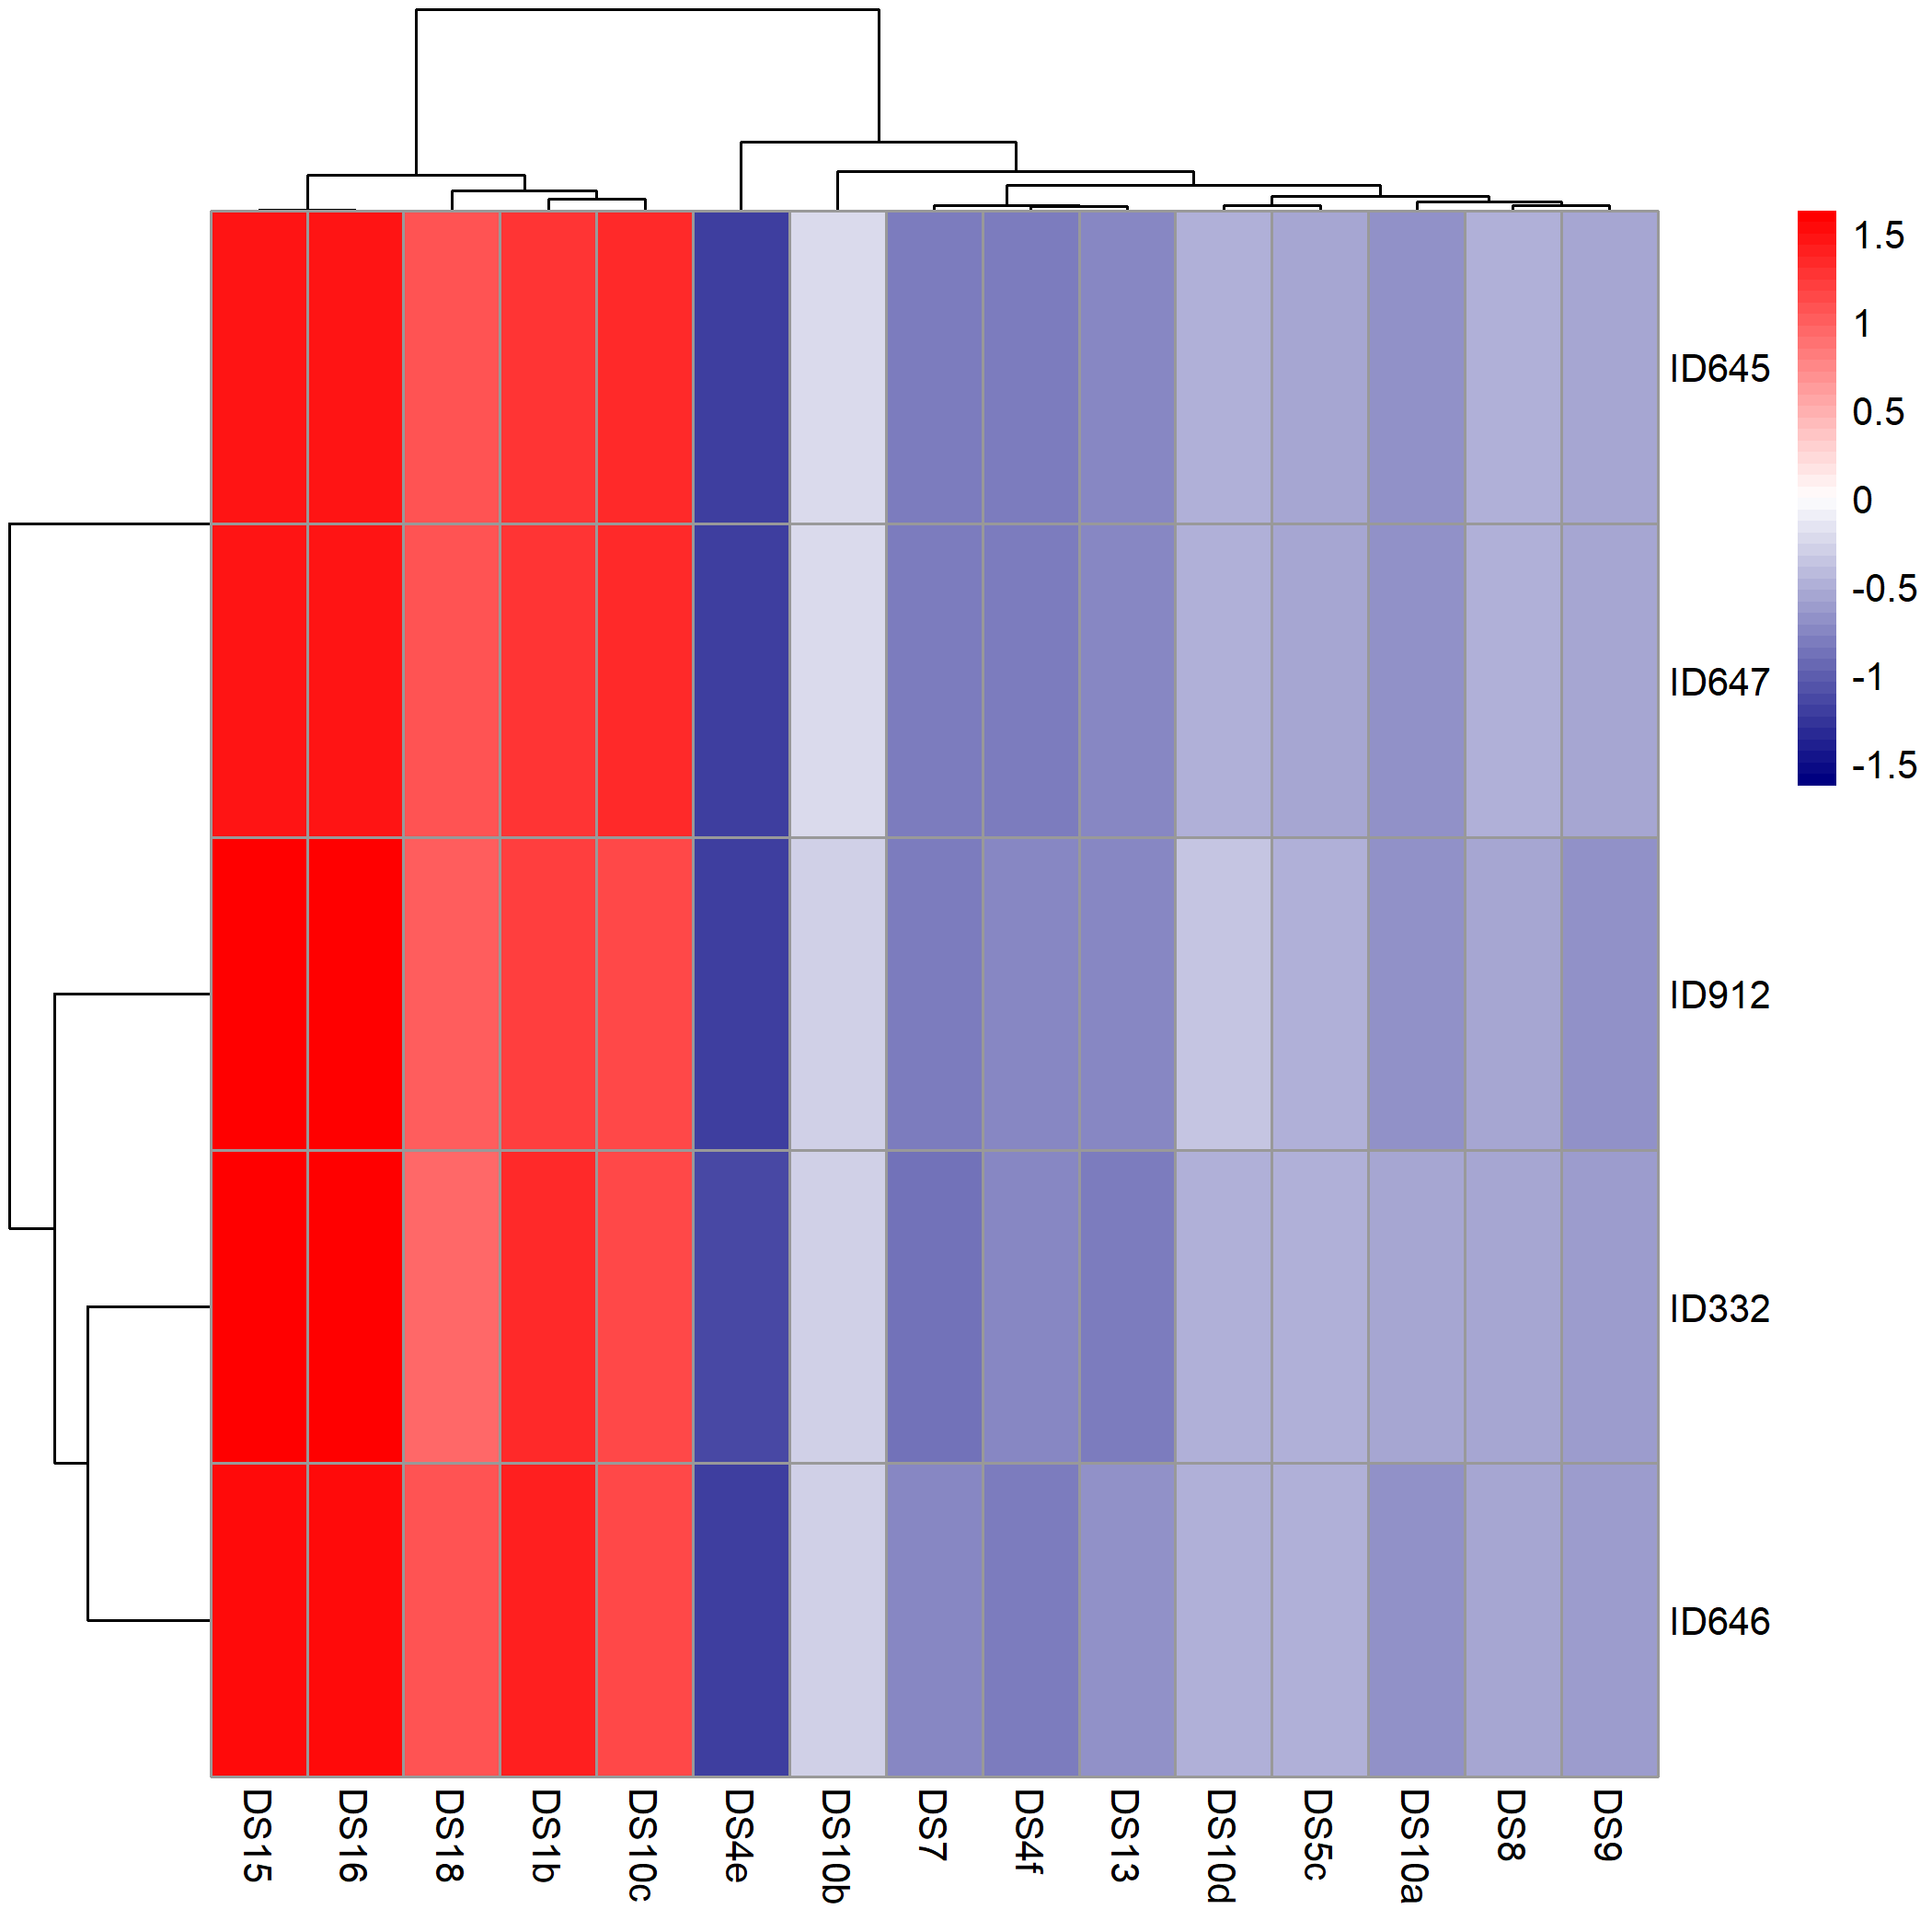 1.5
1
0.5
0
-0.5
-1
-1.5
ID645
ID647
ID912
ID332
ID646
DS15
DS16
DS18
DS1b
DS10c
DS4e
DS10b
DS7
DS4f
DS13
DS10d
DS5c
DS10a
DS8
DS9